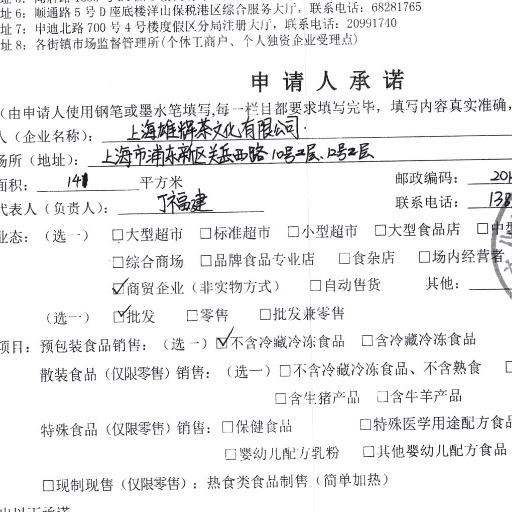 址6：顺通路5号D座底楼洋山保税港区综合服务大厅，联系电话：68281765
址7：申迪北路700号4号楼度假区分局注册大厅，联系电话：20991740
址8：各街镇市场监督管理所(个体工商户、个人独资企业受理点)
申请人承诺
（由申请人使用钢笔或墨水笔填写,每一栏目都要求填写完毕，填写内容真实准确，
人（企业名称）：上海雄辉茶文化有限公司.
场所（地址）：上海市浦东新区关岳西路10号2层、12号2层
面积： 141 平方米 邮政编码： 201
代表人（负责人）： 丁福建 联系电话： 138
业态：（选一） □大型超市 □标准超市 □小型超市 □大型食品店 □中型
□综合商场 □品牌食品专业店 □食杂店 □场内经营者
☑商贸企业（非实物方式） □自动售货 其他：
（选一） ☑批发 □零售 □批发兼零售
项目：预包装食品销售：（选一）☑不含冷藏冷冻食品 □含冷藏冷冻食品
散装食品（仅限零售）销售：（选一）□不含冷藏冷冻食品、不含熟食 □
□含生猪产品 □含牛羊产品
特殊食品（仅限零售）销售：□保健食品 □特殊医学用途配方食品
□婴幼儿配方乳粉 □其他婴幼儿配方食品
□现制现售（仅限零售）：热食类食品制售（简单加热）